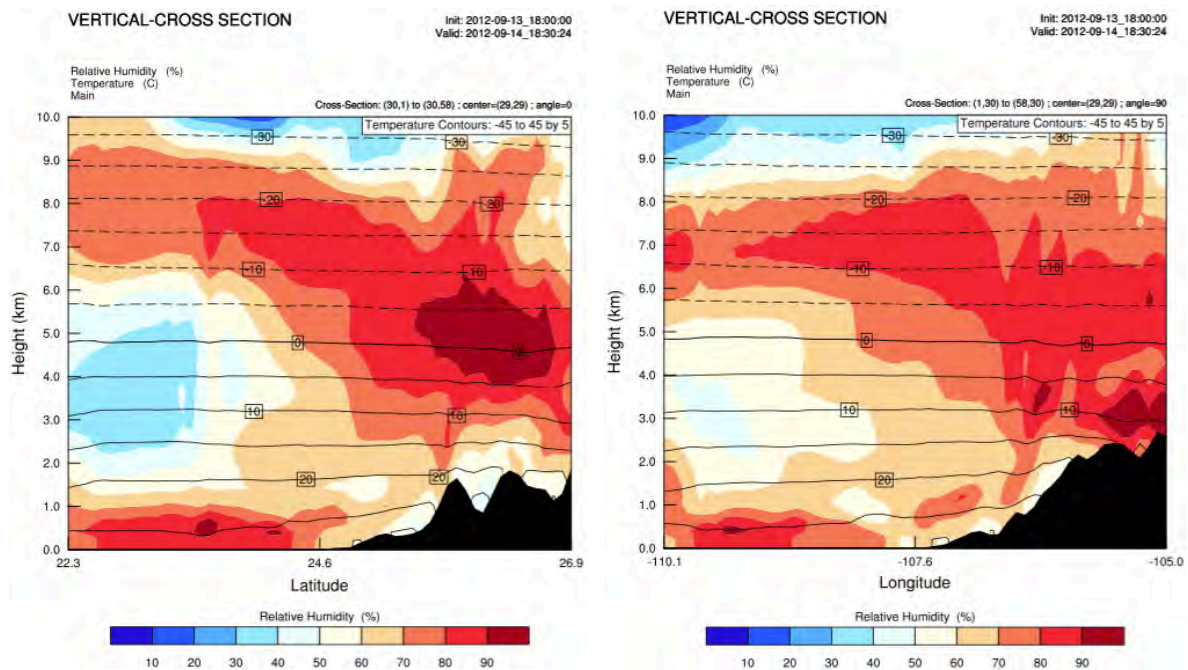 VERTICAL-CROSS SECTION
Init: 2012-09-13_18:00:00
Valid: 2012-09-14_18:30:24
Relative Humidity (%)
Temperature (C)
Main
Cross-Section: (30,1) to (30,58) ; center=(29,29) ; angle=0
Temperature Contours: -45 to 45 by 5
10.0
9.0
8.0
7.0
6.0
5.0
4.0
3.0
2.0
1.0
0.0
Height (km)
-30
-30
-20
-20
-10
10
0
10
10
20
20
22.3
24.6
26.9
Latitude
Relative Humidity (%)
10 20 30 40 50 60 70 80 90
VERTICAL-CROSS SECTION
Init: 2012-09-13_18:00:00
Valid: 2012-09-14_18:30:24
Relative Humidity (%)
Temperature (C)
Main
Cross-Section: (1,30) to (58,30) ; center=(29,29) ; angle=90
Temperature Contours: -45 to 45 by 5
10.0
9.0
8.0
7.0
6.0
5.0
4.0
3.0
2.0
1.0
0.0
Height (km)
-30
-30
-20
-20
-10
-10
0
10
10
20
-110.1
-107.6
-105.0
Longitude
Relative Humidity (%)
10 20 30 40 50 60 70 80 90